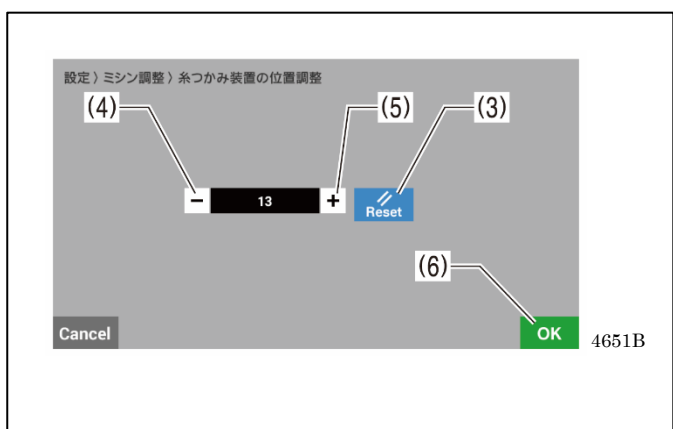 設定 〉ミシン調整 〉糸つかみ装置の位置調整
(4) (5) (3)
− 13 + Reset
(6)
Cancel OK 4651B